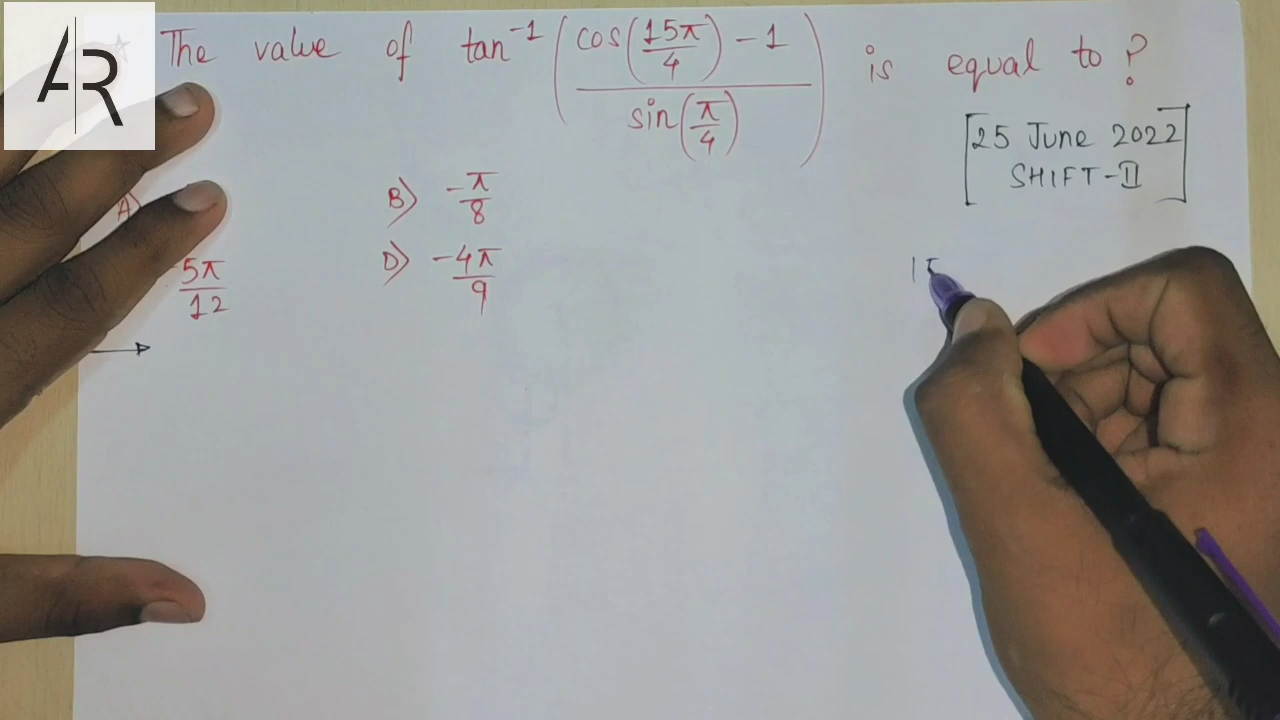 AR
The value of tan⁻¹ (cos(15π/4) - 1 / sin(π/4)) is equal to ?
[25 June 2022
SHIFT-II]
A)
B) -π/8
5π/12
D) -4π/9
15